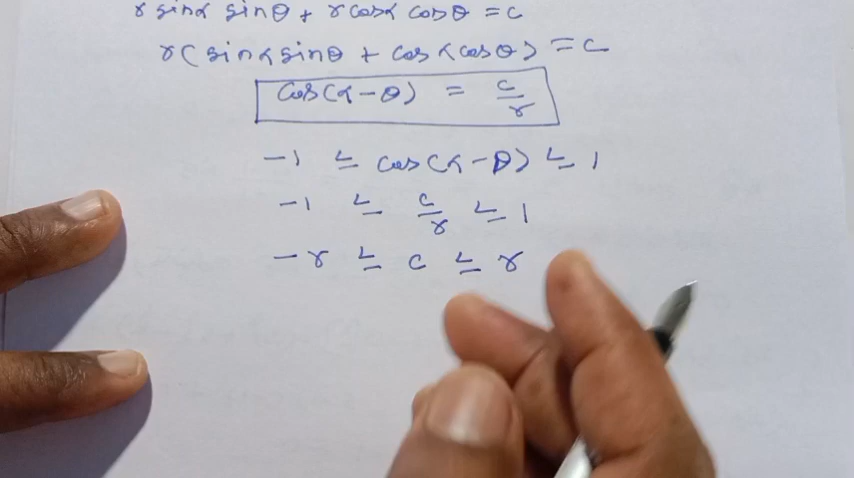 r sinα sinθ + r cosα cosθ = c
r(sinα sinθ + cosα cosθ) = c
cos(α-θ) = c/r
-1 ≤ cos(α-θ) ≤ 1
-1 ≤ c/r ≤ 1
-r ≤ c ≤ r